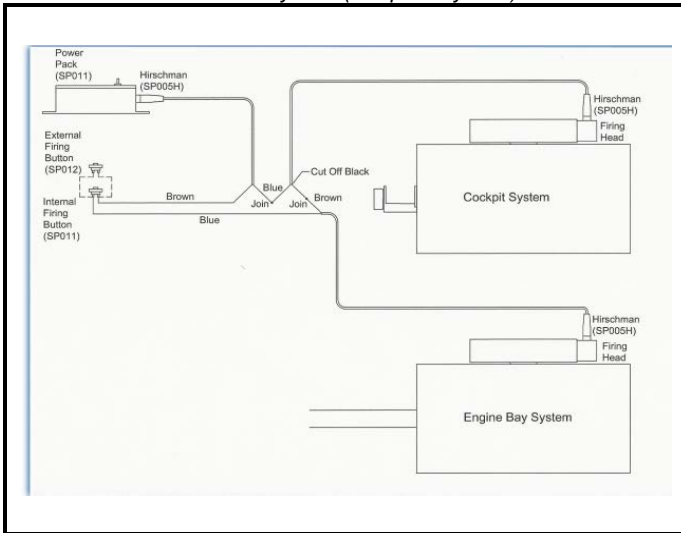 Power
Pack
(SP011)
Hirschman
(SP005H)
Hirschman
(SP005H)
Firing
Head
External
Firing
Button
(SP012)
Cut Off Black
Blue
Brown
Join
Join
Brown
Cockpit System
Internal
Firing
Button
(SP011)
Blue
Hirschman
(SP005H)
Firing
Head
Engine Bay System